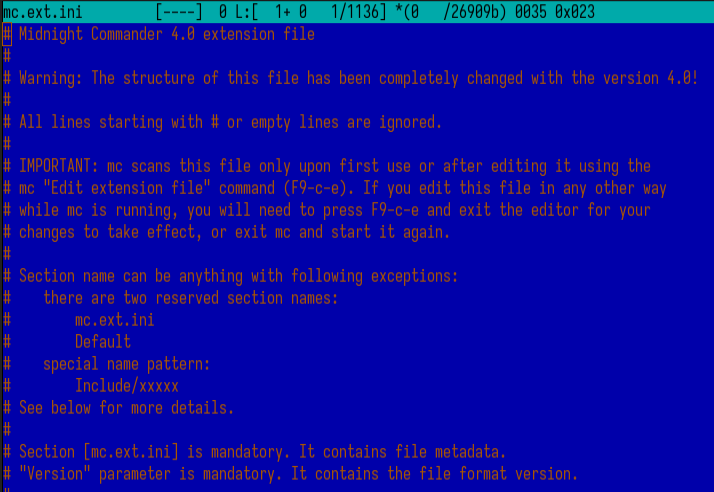 mc.ext.ini         [----]  0 L:[  1+ 0   1/1136] *(0   /26909b) 0035 0x023
# Midnight Commander 4.0 extension file
#
# Warning: The structure of this file has been completely changed with the version 4.0!
#
# All lines starting with # or empty lines are ignored.
#
# IMPORTANT: mc scans this file only upon first use or after editing it using the
# mc "Edit extension file" command (F9-c-e). If you edit this file in any other way
# while mc is running, you will need to press F9-c-e and exit the editor for your
# changes to take effect, or exit mc and start it again.
#
# Section name can be anything with following exceptions:
#    there are two reserved section names:
#        mc.ext.ini
#        Default
#    special name pattern:
#        Include/xxxxx
# See below for more details.
#
# Section [mc.ext.ini] is mandatory. It contains file metadata.
# "Version" parameter is mandatory. It contains the file format version.
#